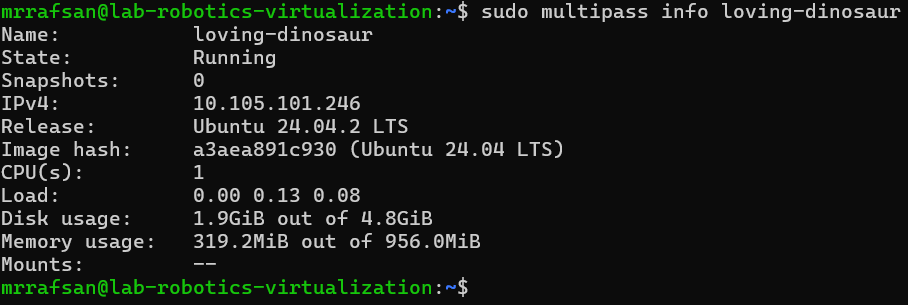 mrrafsan@lab-robotics-virtualization:~$ sudo multipass info loving-dinosaur
Name:           loving-dinosaur
State:          Running
Snapshots:      0
IPv4:           10.105.101.246
Release:        Ubuntu 24.04.2 LTS
Image hash:     a3aea891c930 (Ubuntu 24.04 LTS)
CPU(s):         1
Load:           0.00 0.13 0.08
Disk usage:     1.9GiB out of 4.8GiB
Memory usage:   319.2MiB out of 956.0MiB
Mounts:         --
mrrafsan@lab-robotics-virtualization:~$